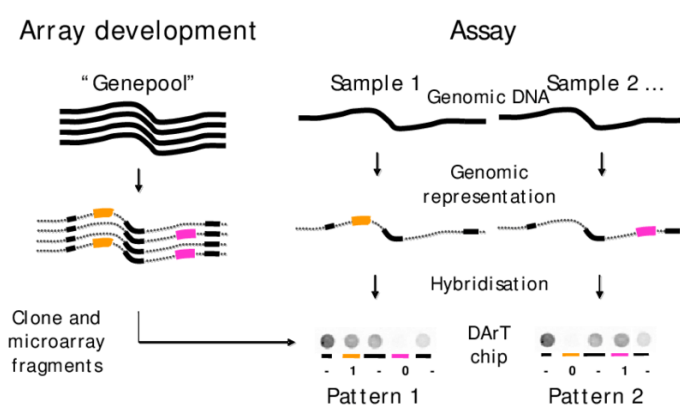 Array development
Assay
“Genepool”
Sample 1
Genomic DNA
Sample 2 ...
Genomic
representation
Hybridisation
Clone and
microarray
fragments
DArT
chip
- 1 - 0 -
- 0 - 1 -
Pattern 1
Pattern 2